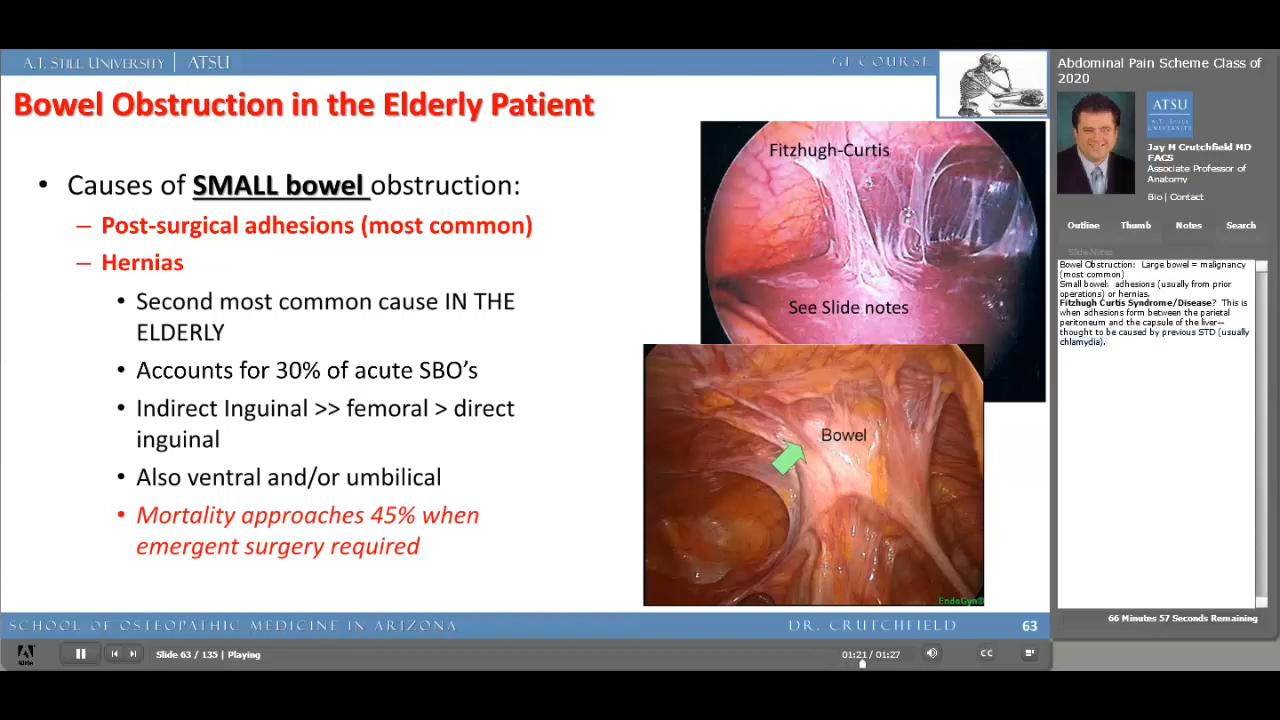 A.T. STILL UNIVERSITY | ATSU
GI COURSE
Bowel Obstruction in the Elderly Patient
• Causes of SMALL bowel obstruction:
– Post-surgical adhesions (most common)
– Hernias
• Second most common cause IN THE
ELDERLY
• Accounts for 30% of acute SBO’s
• Indirect Inguinal >> femoral > direct
inguinal
• Also ventral and/or umbilical
• Mortality approaches 45% when
emergent surgery required
Fitzhugh-Curtis
See Slide notes
Bowel
EndoGyn®
SCHOOL OF OSTEOPATHIC MEDICINE IN ARIZONA
DR. CRUTCHFIELD
63
Abdominal Pain Scheme Class of
2020
ATSU
A.T. STILL
UNIVERSITY
Jay M Crutchfield MD
FACS
Associate Professor of
Anatomy
Bio | Contact
Outline
Thumb
Notes
Search
Slide Notes
Bowel Obstruction: Large bowel = malignancy
(most common)
Small bowel: adhesions (usually from prior
operations) or hernias.
Fitzhugh Curtis Syndrome/Disease? This is
when adhesions form between the parietal
peritoneum and the capsule of the liver—
thought to be caused by previous STD (usually
chlamydia).
66 Minutes 57 Seconds Remaining
Adobe
Slide 63 / 135 | Playing
01:21 / 01:27
CC